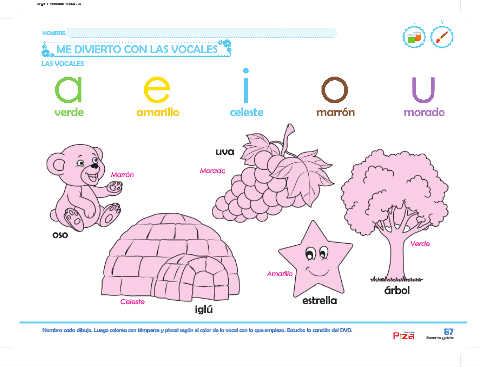 NOMBRE:
ME DIVIERTO CON LAS VOCALES
LAS VOCALES
a e i o u
verde amarillo celeste marrón morado
uva
Morado
Marrón
oso
Verde
árbol
Amarillo
estrella
Celeste
iglú
Nombra cada dibujo. Luego colorea con témpera y pincel según el color de la vocal con la que empieza. Escucha la canción del DVD.
67